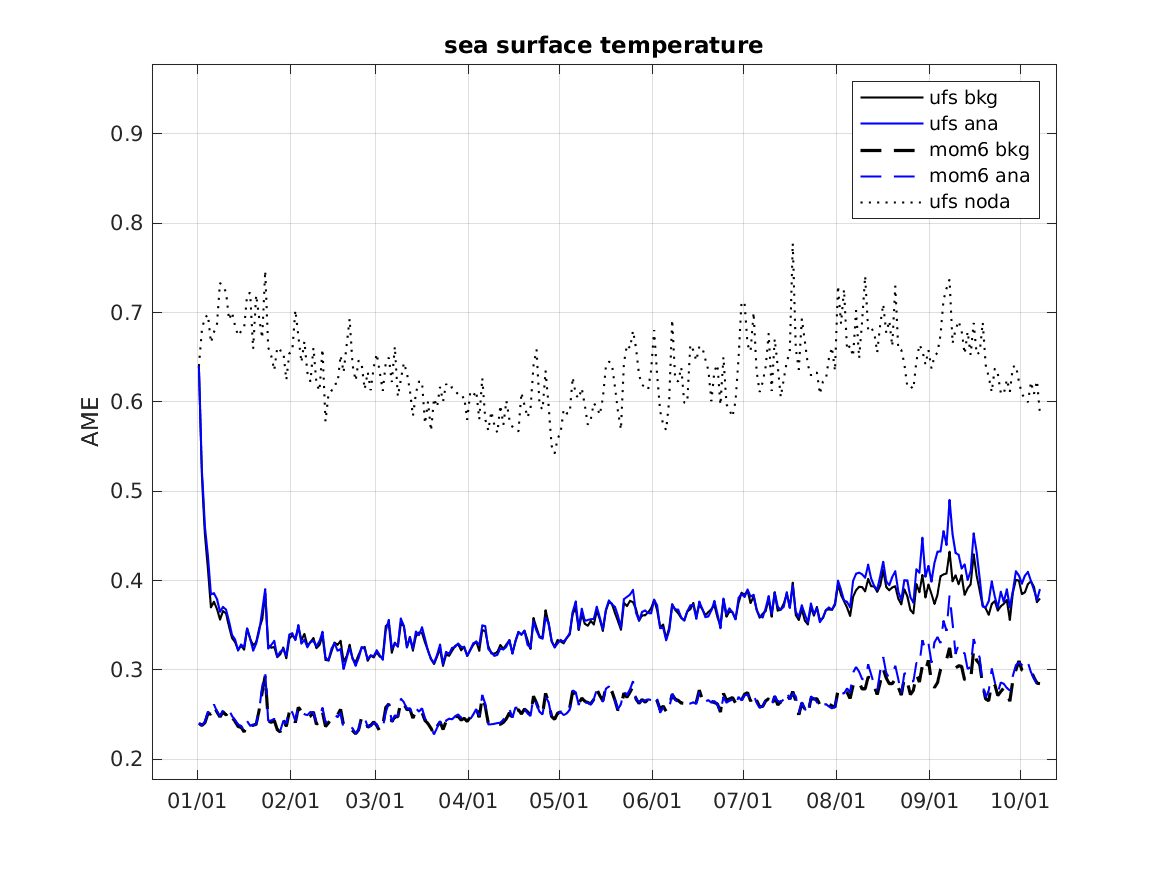 sea surface temperature
ufs bkg
ufs ana
mom6 bkg
mom6 ana
ufs noda
AME
0.9
0.8
0.7
0.6
0.5
0.4
0.3
0.2
01/01 02/01 03/01 04/01 05/01 06/01 07/01 08/01 09/01 10/01